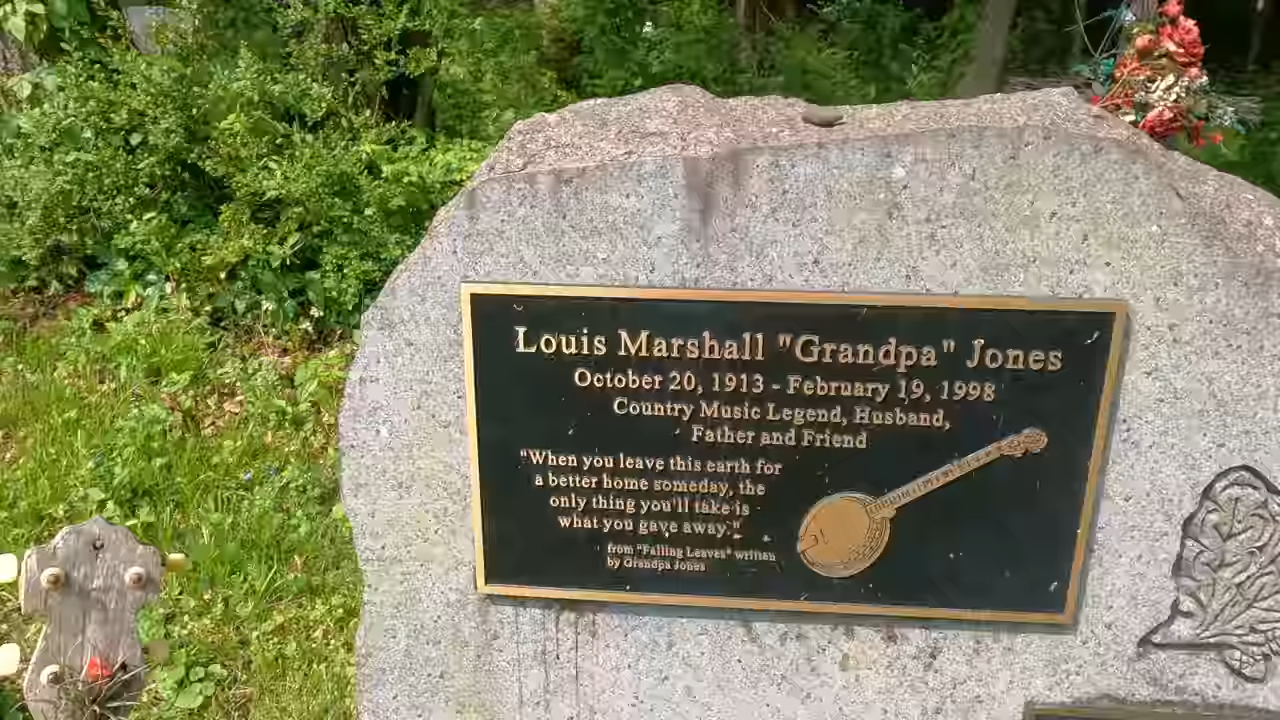 Louis Marshall "Grandpa" Jones
October 20, 1913 - February 19, 1998
Country Music Legend, Husband,
Father and Friend
"When you leave this earth for
a better home someday, the
only thing you'll take is
what you gave away."
from "Falling Leaves" written
by Grandpa Jones